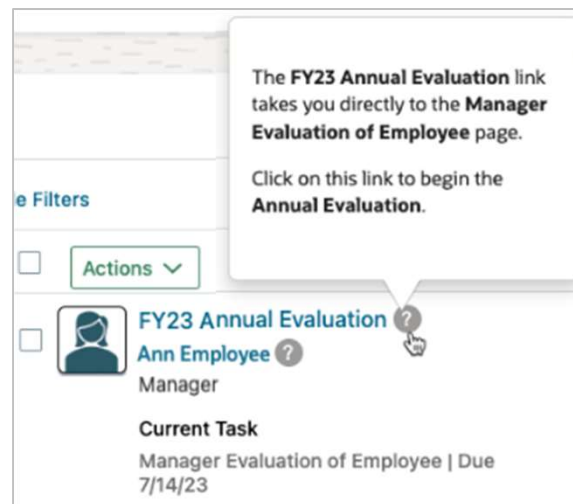 The FY23 Annual Evaluation link
takes you directly to the Manager
Evaluation of Employee page.
Click on this link to begin the
Annual Evaluation.
e Filters
Actions
FY23 Annual Evaluation ?
Ann Employee ?
Manager
Current Task
Manager Evaluation of Employee | Due
7/14/23